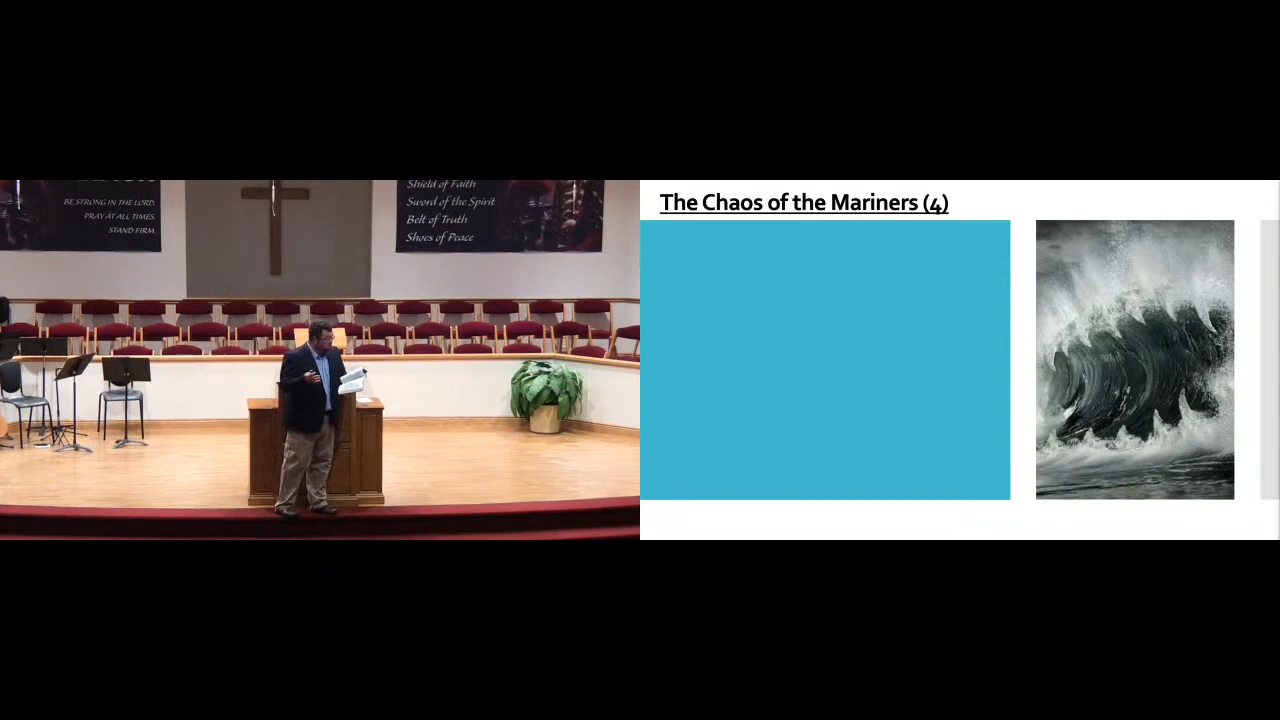 BE STRONG IN THE LORD.
PRAY AT ALL TIMES.
STAND FIRM.
Shield of Faith
Sword of the Spirit
Belt of Truth
Shoes of Peace
The Chaos of the Mariners (4)